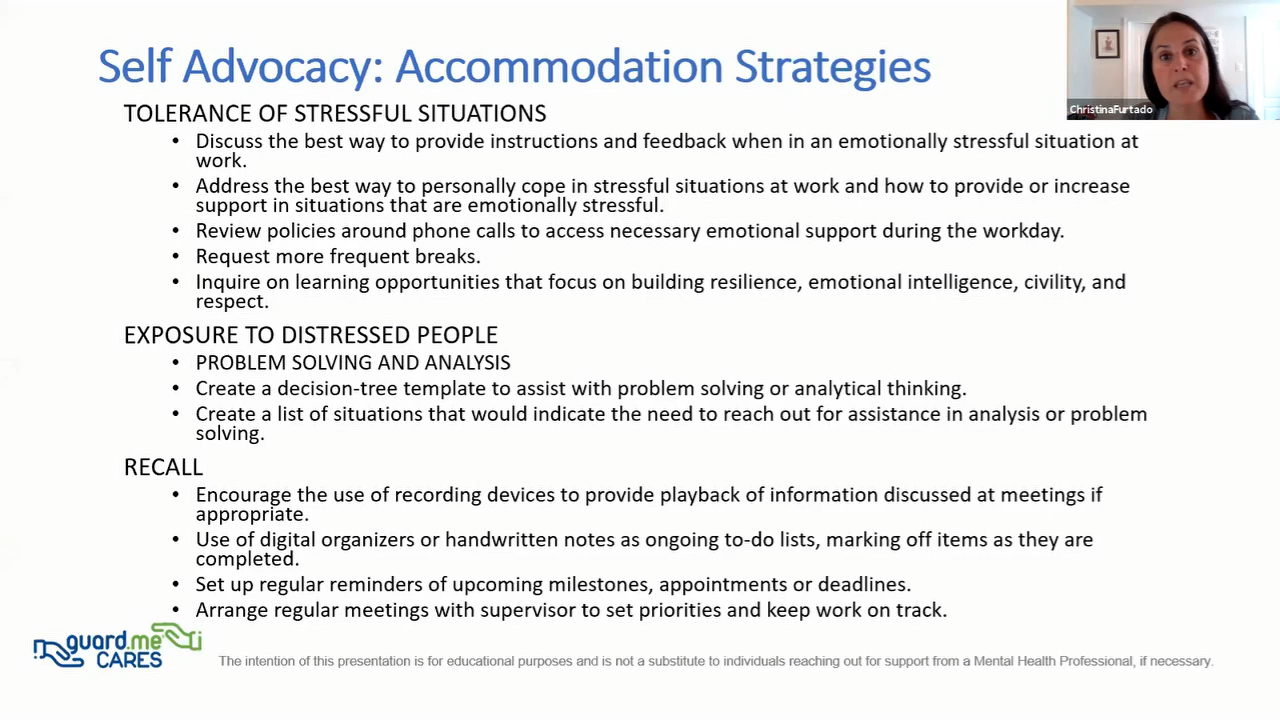 Self Advocacy: Accommodation Strategies
ChristinaFurtado
TOLERANCE OF STRESSFUL SITUATIONS
• Discuss the best way to provide instructions and feedback when in an emotionally stressful situation at
work.
• Address the best way to personally cope in stressful situations at work and how to provide or increase
support in situations that are emotionally stressful.
• Review policies around phone calls to access necessary emotional support during the workday.
• Request more frequent breaks.
• Inquire on learning opportunities that focus on building resilience, emotional intelligence, civility, and
respect.
EXPOSURE TO DISTRESSED PEOPLE
• PROBLEM SOLVING AND ANALYSIS
• Create a decision-tree template to assist with problem solving or analytical thinking.
• Create a list of situations that would indicate the need to reach out for assistance in analysis or problem
solving.
RECALL
• Encourage the use of recording devices to provide playback of information discussed at meetings if
appropriate.
• Use of digital organizers or handwritten notes as ongoing to-do lists, marking off items as they are
completed.
• Set up regular reminders of upcoming milestones, appointments or deadlines.
• Arrange regular meetings with supervisor to set priorities and keep work on track.
guard.me
CARES
The intention of this presentation is for educational purposes and is not a substitute to individuals reaching out for support from a Mental Health Professional, if necessary.